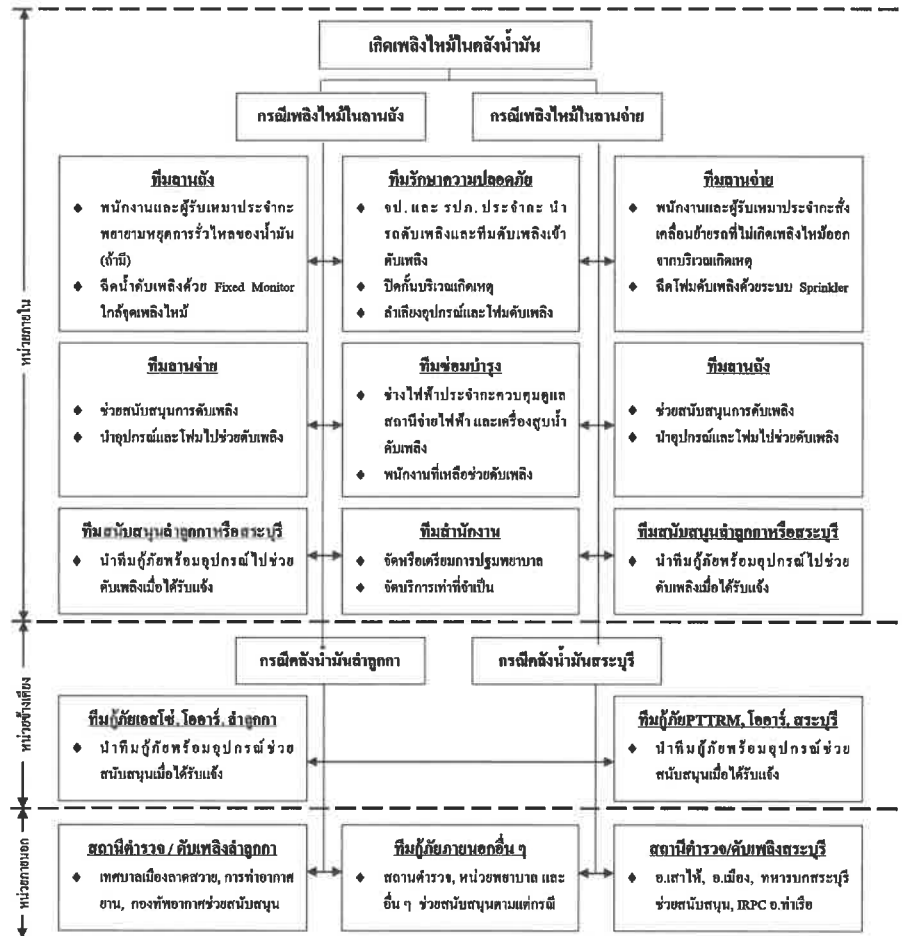 เกิดเพลิงไหม้ในคลังน้ำมัน
กรณีเพลิงไหม้ในลานถัง
กรณีเพลิงไหม้ในลานจ่าย
หน่วยภายใน
ทีมลานถัง
◆ พนักงานและผู้รับเหมาประจำกะ
พยายามหยุดการรั่วไหลของน้ำมัน
(ถ้ามี)
◆ ฉีดน้ำดับเพลิงด้วย Fixed Monitor
ใกล้จุดเพลิงไหม้
ทีมรักษาความปลอดภัย
◆ จป. และ รปภ. ประจำกะ นำ
รถดับเพลิงและทีมดับเพลิงเข้า
ดับเพลิง
◆ ปิดกั้นบริเวณเกิดเหตุ
◆ ลำเลียงอุปกรณ์และโฟมดับเพลิง
ทีมลานจ่าย
◆ พนักงานและผู้รับเหมาประจำกะสั่ง
เคลื่อนย้ายรถที่ไม่เกิดเพลิงไหม้ออก
จากบริเวณเกิดเหตุ
◆ ฉีดโฟมดับเพลิงด้วยระบบ Sprinkler
ทีมลานจ่าย
◆ ช่วยสนับสนุนการดับเพลิง
◆ นำอุปกรณ์และโฟมไปช่วยดับเพลิง
ทีมซ่อมบำรุง
◆ ช่างไฟฟ้าประจำกะควบคุมดูแล
สถานีจ่ายไฟฟ้า และเครื่องสูบน้ำ
ดับเพลิง
◆ พนักงานที่เหลือช่วยดับเพลิง
ทีมลานถัง
◆ ช่วยสนับสนุนการดับเพลิง
◆ นำอุปกรณ์และโฟมไปช่วยดับเพลิง
ทีมสนับสนุนลำลูกกาหรือสระบุรี
◆ นำทีมกู้ภัยพร้อมอุปกรณ์ไปช่วย
ดับเพลิงเมื่อได้รับแจ้ง
ทีมสำนักงาน
◆ จัดหรือเตรียมการปฐมพยาบาล
◆ จัดบริการเท่าที่จำเป็น
ทีมสนับสนุนลำลูกกาหรือสระบุรี
◆ นำทีมกู้ภัยพร้อมอุปกรณ์ไปช่วย
ดับเพลิงเมื่อได้รับแจ้ง
หน่วยข้างเคียง
กรณีคลังน้ำมันลำลูกกา
กรณีคลังน้ำมันสระบุรี
ทีมกู้ภัยเอสโซ่, โออาร์, ลำลูกกา
◆ นำทีมกู้ภัยพร้อมอุปกรณ์ช่วย
สนับสนุนเมื่อได้รับแจ้ง
ทีมกู้ภัยPTTRM, โออาร์, สระบุรี
◆ นำทีมกู้ภัยพร้อมอุปกรณ์ช่วย
สนับสนุนเมื่อได้รับแจ้ง
หน่วยภายนอก
สถานีตำรวจ / ดับเพลิงลำลูกกา
◆ เทศบาลเมืองลาดสวาย, การท่าอากาศ
ยาน, กองทัพอากาศช่วยสนับสนุน
ทีมกู้ภัยภายนอกอื่น ๆ
◆ สถานตำรวจ, หน่วยพยาบาล และ
อื่น ๆ ช่วยสนับสนุนตามแต่กรณี
สถานีตำรวจ/ดับเพลิงสระบุรี
◆ อ.เสาไห้, อ.เมือง, ทหารบกสระบุรี
ช่วยสนับสนุน, IRPC อ.ท่าเรือ